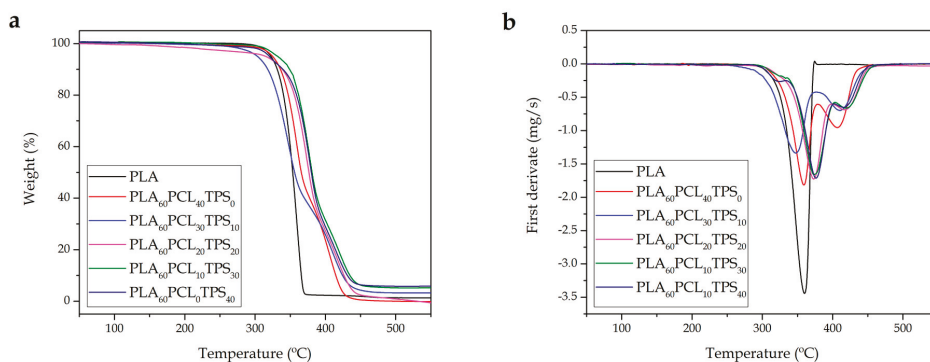 a
100
80
60
40
20
0
Weight (%)
PLA
PLA₆₀PCL₄₀TPS₀
PLA₆₀PCL₃₀TPS₁₀
PLA₆₀PCL₂₀TPS₂₀
PLA₆₀PCL₁₀TPS₃₀
PLA₆₀PCL₀TPS₄₀
100 200 300 400 500
Temperature (ºC)
b
0.0
-0.5
-1.0
-1.5
-2.0
-2.5
-3.0
-3.5
First derivate (mg/s)
PLA
PLA₆₀PCL₄₀TPS₀
PLA₆₀PCL₃₀TPS₁₀
PLA₆₀PCL₂₀TPS₂₀
PLA₆₀PCL₁₀TPS₃₀
PLA₆₀PCL₁₀TPS₄₀
100 200 300 400 500
Temperature (ºC)